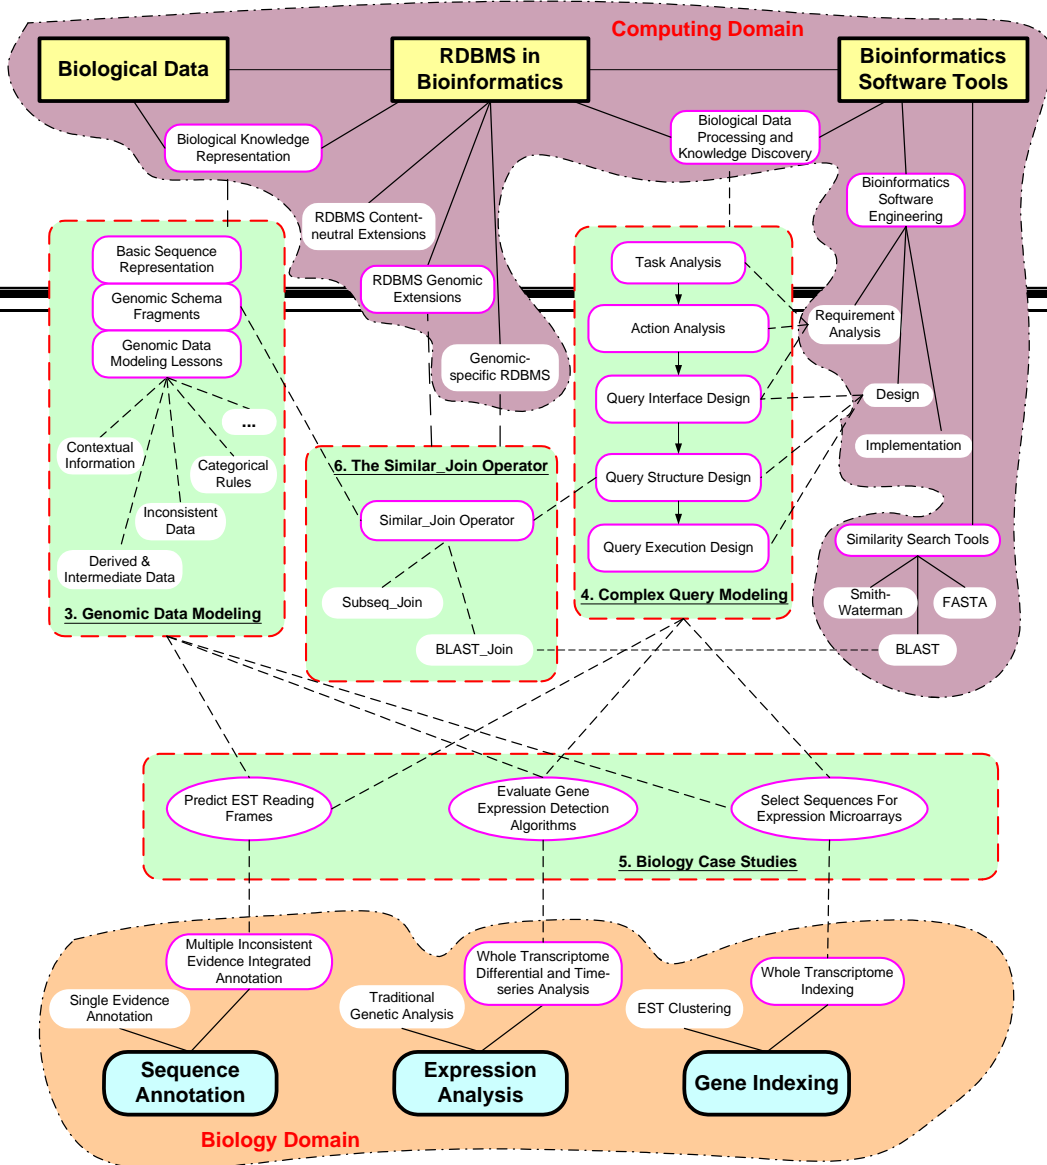 Computing Domain
Biological Data
RDBMS in
Bioinformatics
Bioinformatics
Software Tools
Biological Knowledge
Representation
Biological Data
Processing and
Knowledge Discovery
Bioinformatics
Software
Engineering
RDBMS Content-
neutral Extensions
RDBMS Genomic
Extensions
Genomic-
specific RDBMS
Basic Sequence
Representation
Genomic Schema
Fragments
Genomic Data
Modeling Lessons
...
Contextual
Information
Categorical
Rules
Inconsistent
Data
Derived &
Intermediate Data
3. Genomic Data Modeling
6. The Similar_Join Operator
Similar_Join Operator
Subseq_Join
BLAST_Join
Task Analysis
Action Analysis
Query Interface Design
Query Structure Design
Query Execution Design
4. Complex Query Modeling
Requirement
Analysis
Design
Implementation
Similarity Search Tools
Smith-
Waterman
FASTA
BLAST
Predict EST Reading
Frames
Evaluate Gene
Expression Detection
Algorithms
Select Sequences For
Expression Microarrays
5. Biology Case Studies
Multiple Inconsistent
Evidence Integrated
Annotation
Single Evidence
Annotation
Whole Transcriptome
Differential and Time-
series Analysis
Traditional
Genetic Analysis
Whole Transcriptome
Indexing
EST Clustering
Sequence
Annotation
Expression
Analysis
Gene Indexing
Biology Domain